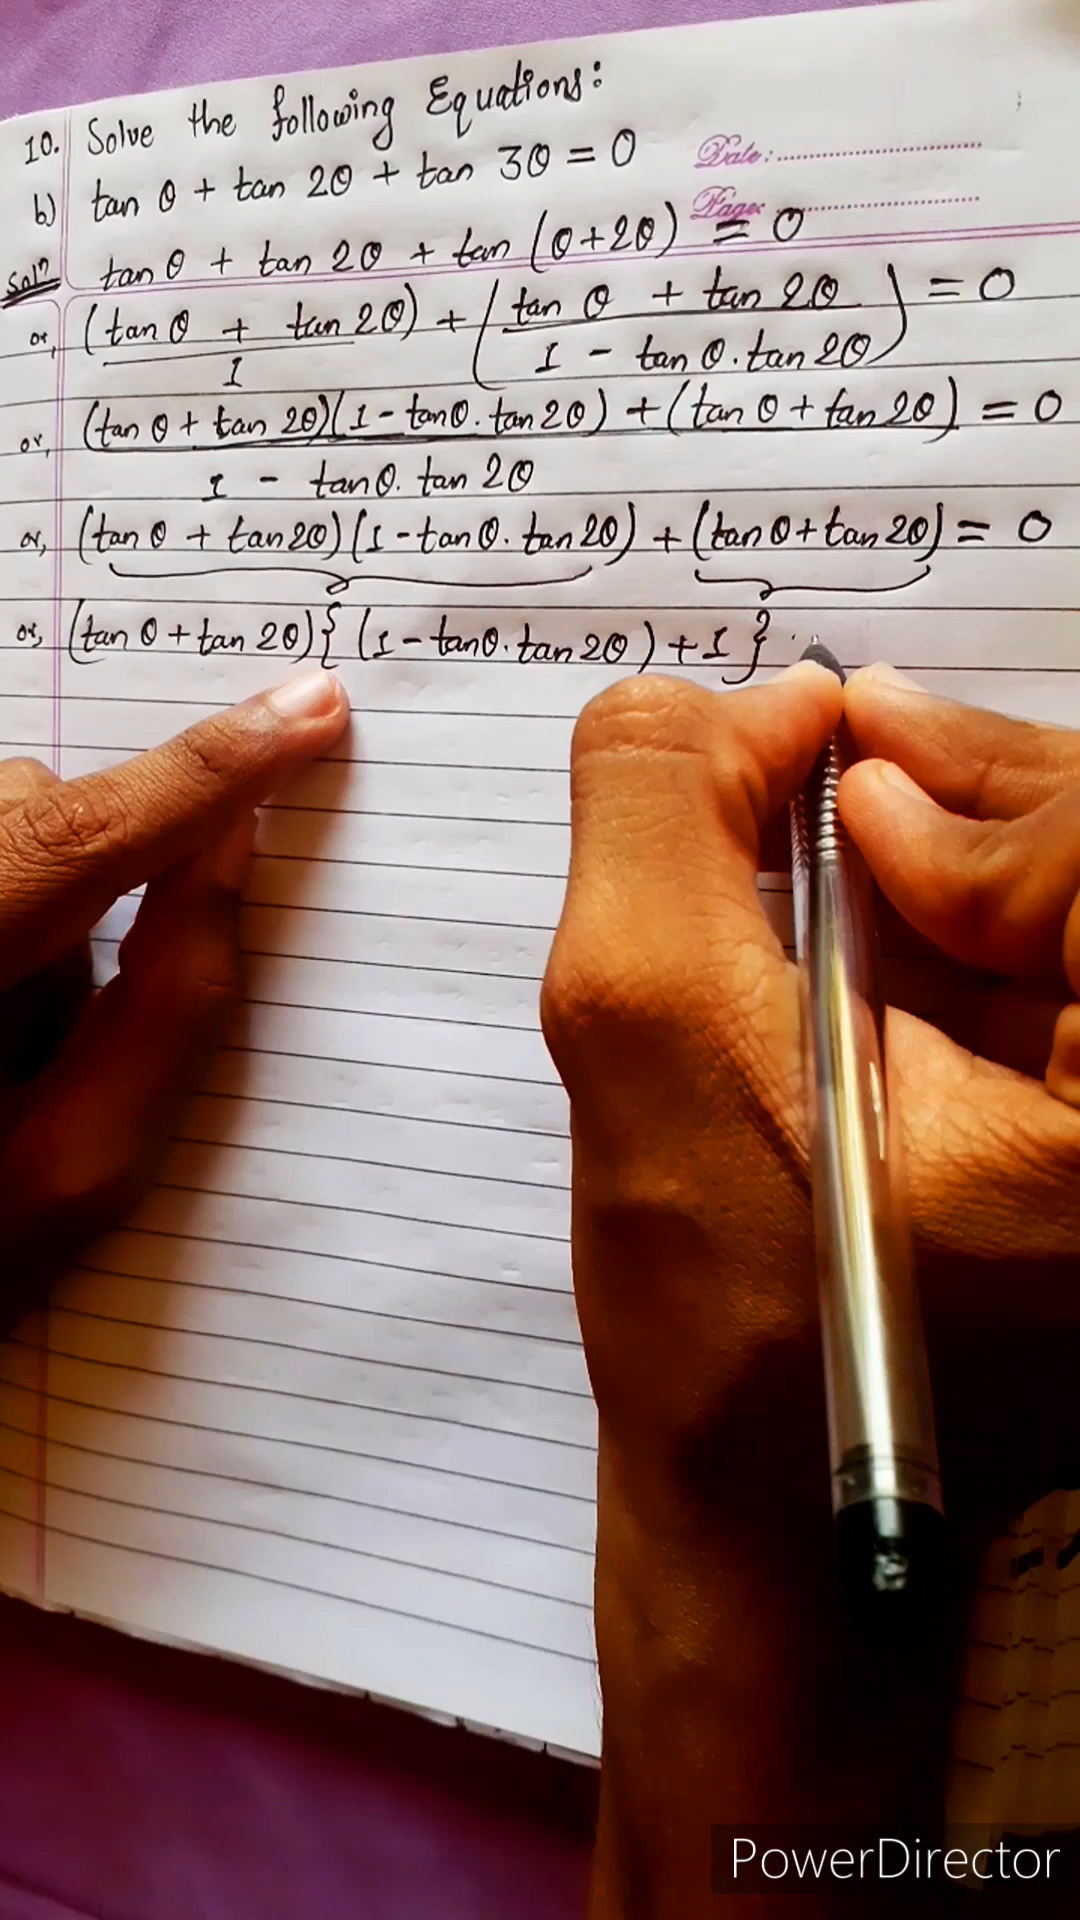 10. Solve the following Equations:
b) tan θ + tan 2θ + tan 3θ = 0
Date:
Page:
Solⁿ tan θ + tan 2θ + tan (θ+2θ) = 0
or, (tan θ + tan 2θ)/1 + (tan θ + tan 2θ / 1 - tan θ. tan 2θ) = 0
or, (tan θ + tan 2θ)(1 - tan θ. tan 2θ) + (tan θ + tan 2θ) = 0
1 - tan θ. tan 2θ
or, (tan θ + tan 2θ)(1 - tan θ. tan 2θ) + (tan θ + tan 2θ) = 0
or, (tan θ + tan 2θ){(1 - tan θ. tan 2θ) + 1}
PowerDirector